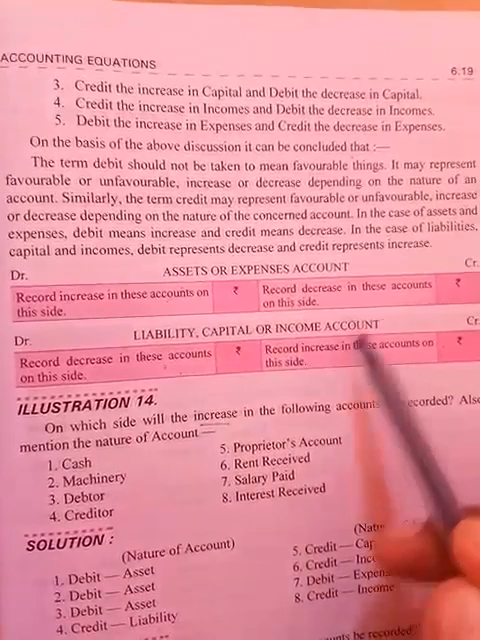 ACCOUNTING EQUATIONS
6.19
3. Credit the increase in Capital and Debit the decrease in Capital.
4. Credit the increase in Incomes and Debit the decrease in Incomes.
5. Debit the increase in Expenses and Credit the decrease in Expenses.
On the basis of the above discussion it can be concluded that :—
The term debit should not be taken to mean favourable things. It may represent
favourable or unfavourable, increase or decrease depending on the nature of an
account. Similarly, the term credit may represent favourable or unfavourable, increase
or decrease depending on the nature of the concerned account. In the case of assets and
expenses, debit means increase and credit means decrease. In the case of liabilities,
capital and incomes, debit represents decrease and credit represents increase.
Dr. ASSETS OR EXPENSES ACCOUNT Cr.
Record increase in these accounts on ₹ Record decrease in these accounts ₹
this side. on this side.
Dr. LIABILITY, CAPITAL OR INCOME ACCOUNT Cr.
Record decrease in these accounts ₹ Record increase in these accounts on ₹
on this side. this side.
ILLUSTRATION 14.
On which side will the increase in the following accounts recorded?
mention the nature of Account—
1. Cash
2. Machinery
3. Debtor
4. Creditor
5. Proprietor's Account
6. Rent Received
7. Salary Paid
8. Interest Received
SOLUTION :
(Nature of Account)
1. Debit — Asset
2. Debit — Asset
3. Debit — Asset
4. Credit — Liability
5. Credit —
6. Credit —
7. Debit —
8. Credit — Income
be recorded?